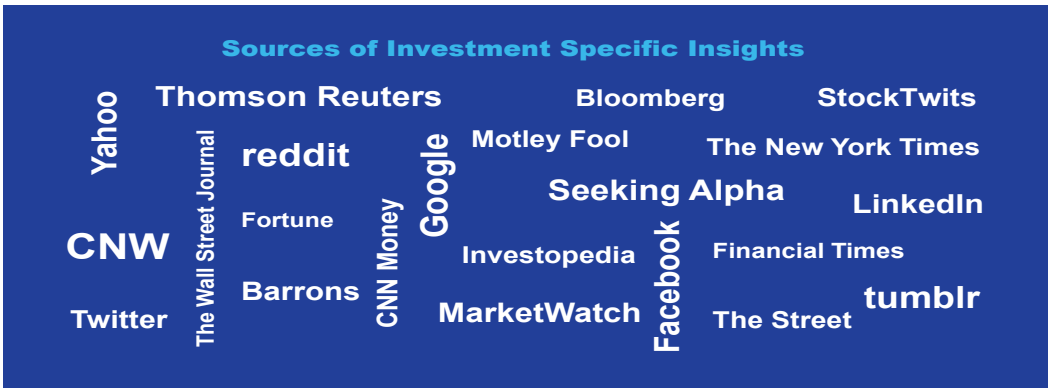 Sources of Investment Specific Insights
Yahoo
Thomson Reuters
Bloomberg
StockTwits
The Wall Street Journal
reddit
Google
Motley Fool
The New York Times
Seeking Alpha
LinkedIn
Fortune
CNN Money
CNW
Investopedia
Facebook
Financial Times
Barrons
MarketWatch
tumblr
Twitter
The Street